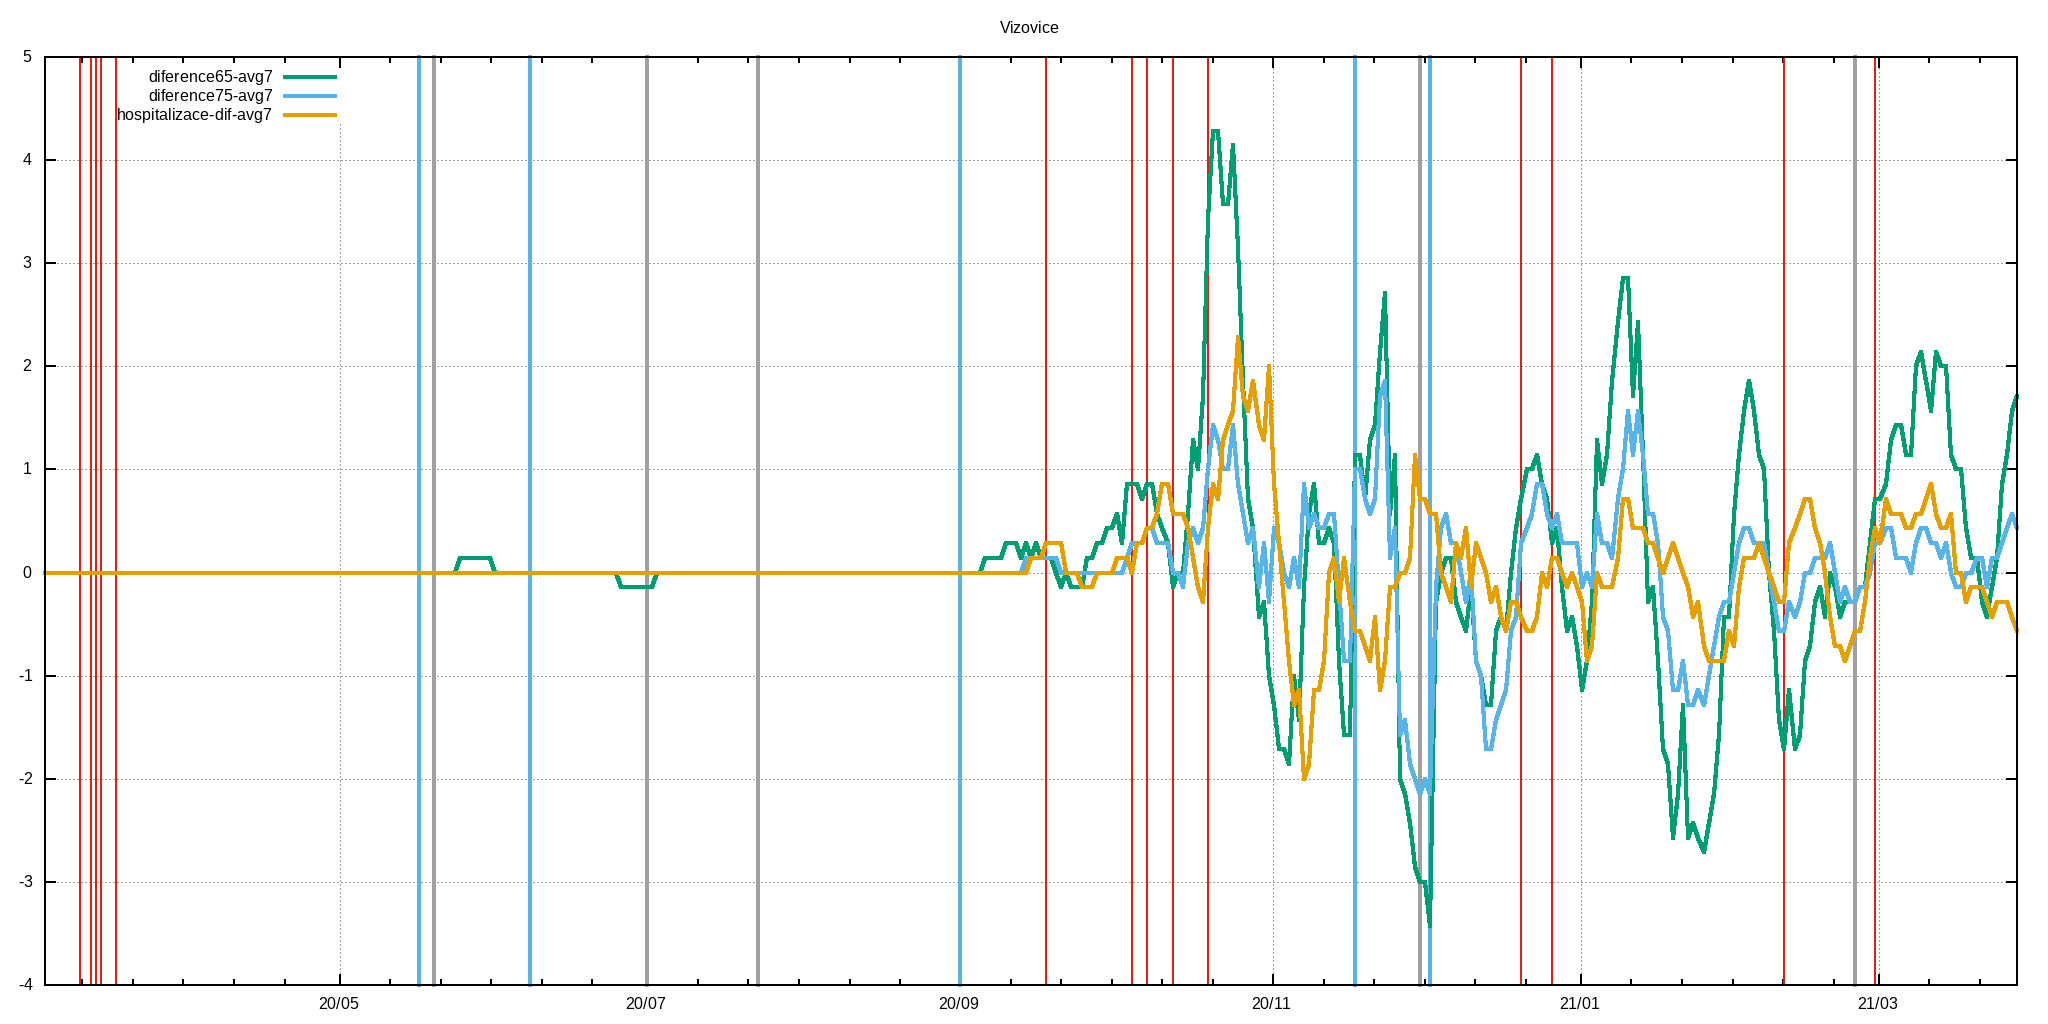 Vizovice
diference65-avg7
diference75-avg7
hospitalizace-dif-avg7
5
4
3
2
1
0
-1
-2
-3
-4
20/05 20/07 20/09 20/11 21/01 21/03